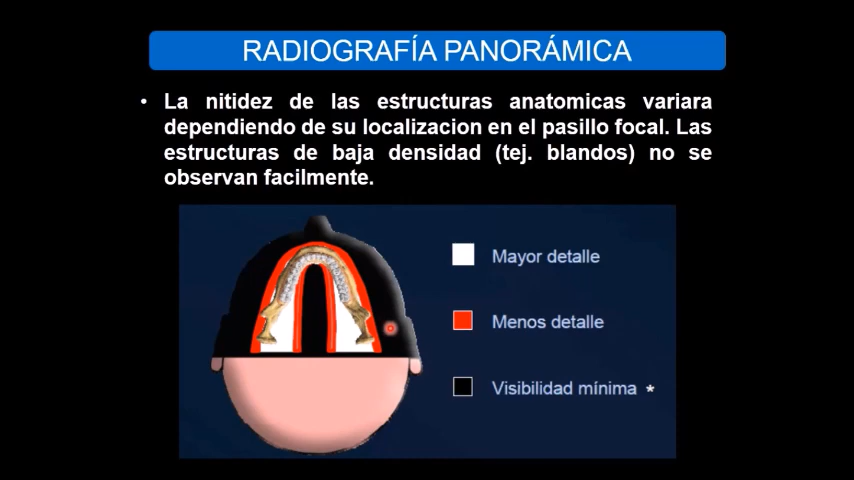 RADIOGRAFÍA PANORÁMICA
• La nitidez de las estructuras anatomicas variara
dependiendo de su localizacion en el pasillo focal. Las
estructuras de baja densidad (tej. blandos) no se
observan facilmente.
Mayor detalle
Menos detalle
Visibilidad mínima *